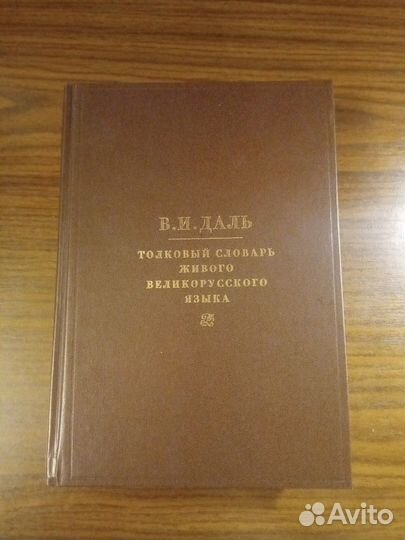 В.И.ДАЛЬ
ТОЛКОВЫЙ СЛОВАРЬ
ЖИВОГО
ВЕЛИКОРУССКОГО
ЯЗЫКА
Avito